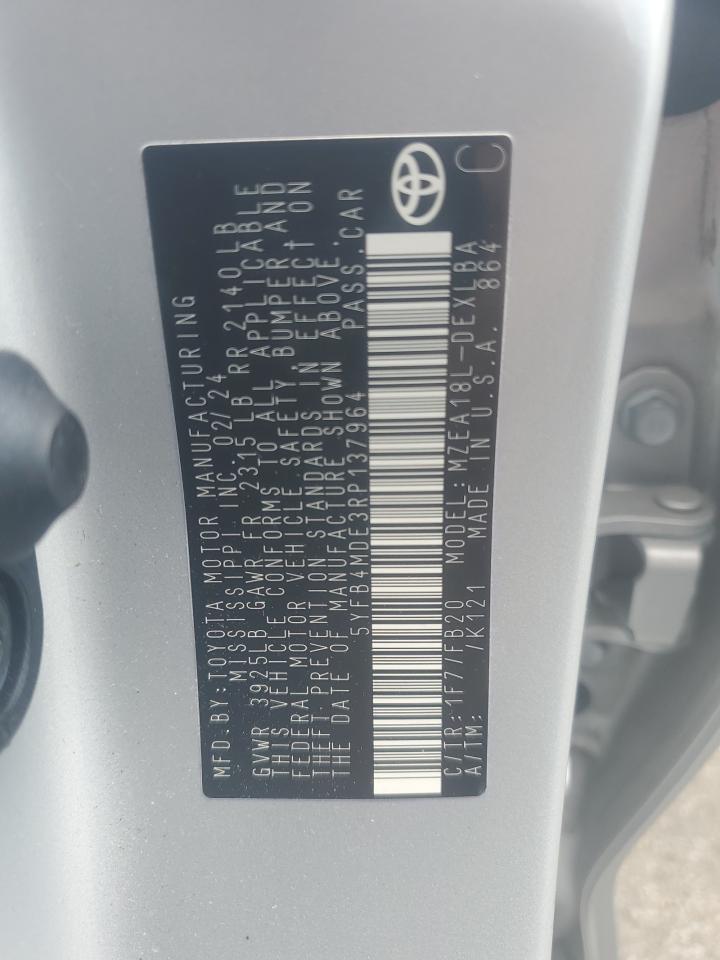 MFD.BY:TOYOTA MOTOR MANUFACTURING
MISSISSIPPI INC. 02/24
GVWR 3925LB GAWR FR 2315 LB RR 2140LB
THIS VEHICLE CONFORMS TO ALL APPLICABLE
FEDERAL MOTOR VEHICLE SAFETY, BUMPER AND
THEFT PREVENTION STANDARDS IN EFFECT ON
THE DATE OF MANUFACTURE SHOWN ABOVE.
5YFB4MDE3RP137964 PASS.CAR
C/TR:1F7/FB20 MODEL:MZEA18L-DEXLBA
A/TM: /K121 MADE IN U.S.A. 864
C